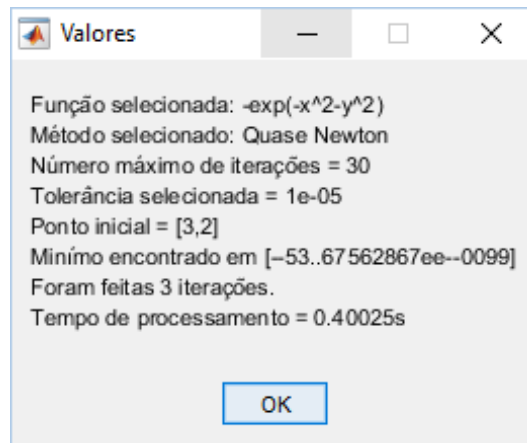 Valores
Função selecionada: -exp(-x^2-y^2)
Método selecionado: Quase Newton
Número máximo de iterações = 30
Tolerância selecionada = 1e-05
Ponto inicial = [3,2]
Minímo encontrado em [–53..67562867ee--0099]
Foram feitas 3 iterações.
Tempo de processamento = 0.40025s
OK